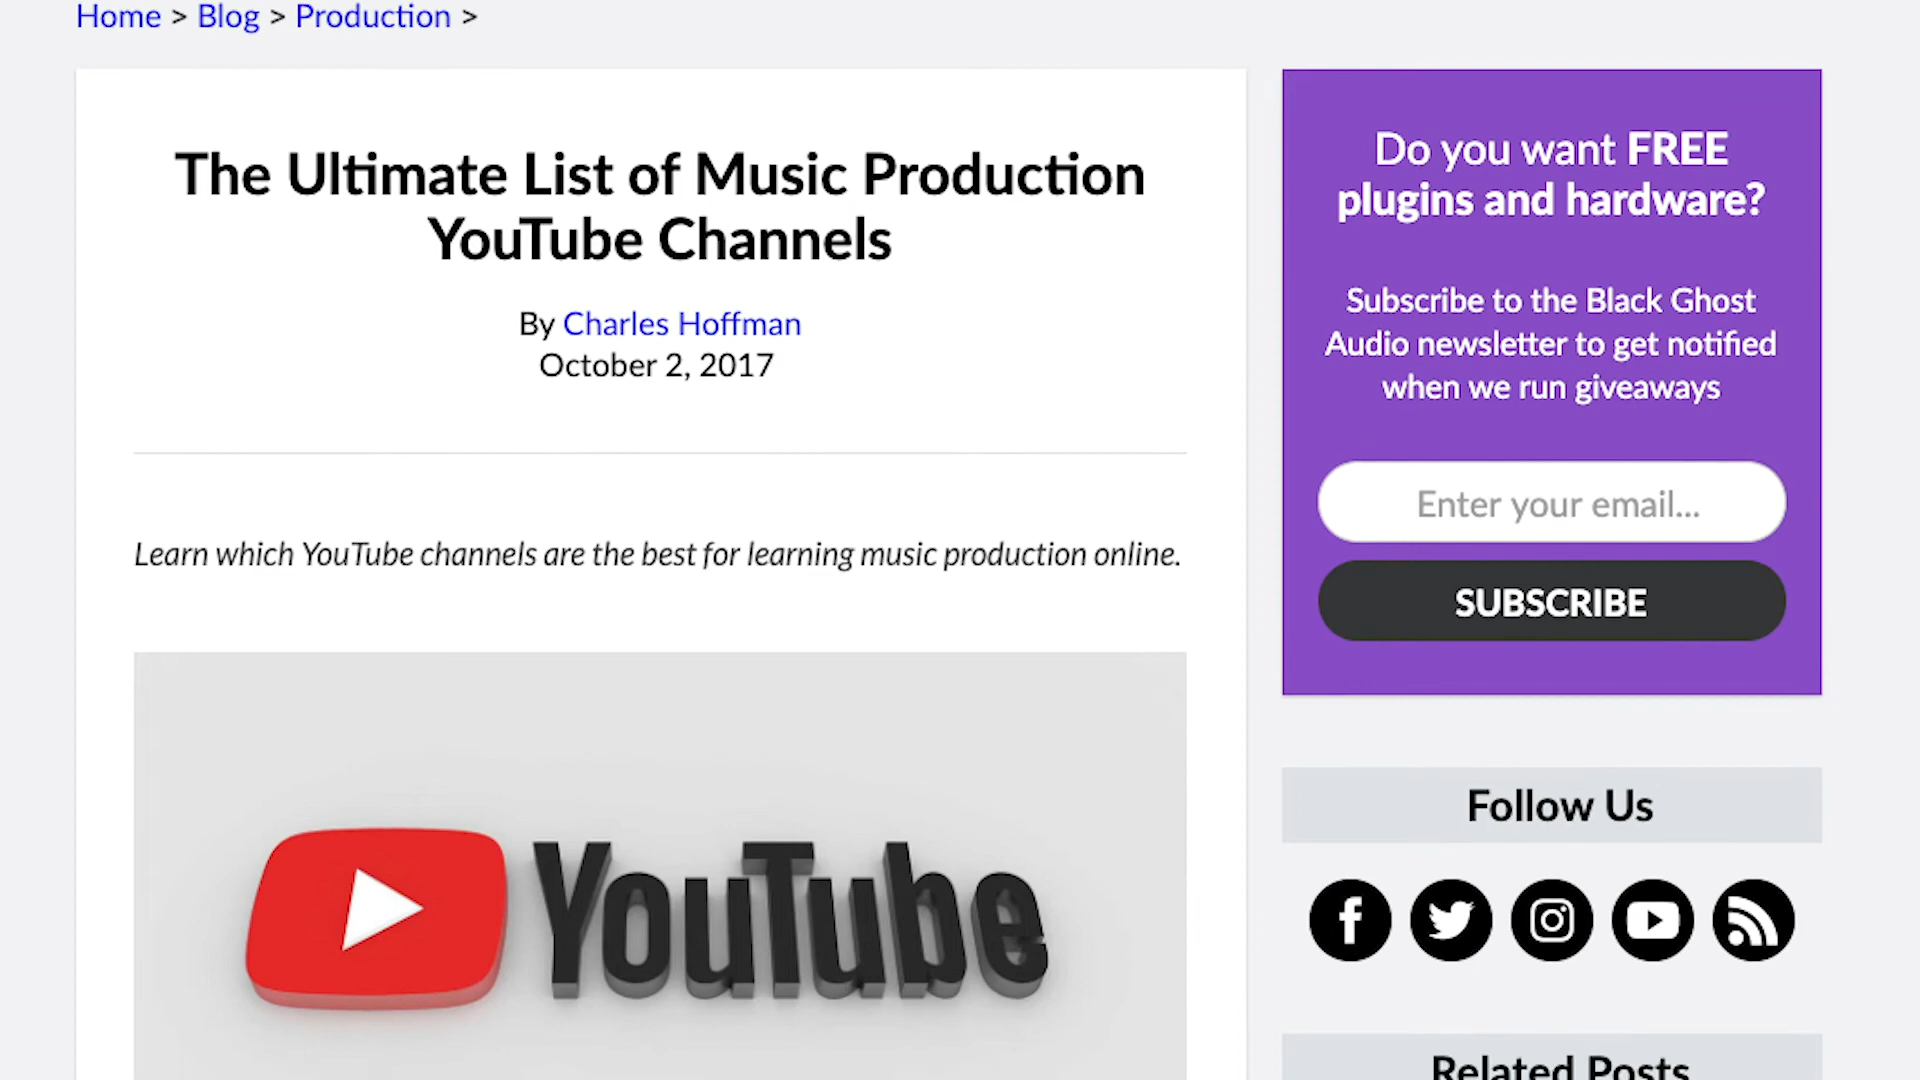 Home > Blog > Production >
The Ultimate List of Music Production
YouTube Channels
By Charles Hoffman
October 2, 2017
Learn which YouTube channels are the best for learning music production online.
YouTube
Do you want FREE
plugins and hardware?
Subscribe to the Black Ghost
Audio newsletter to get notified
when we run giveaways
Enter your email...
SUBSCRIBE
Follow Us
Related Posts